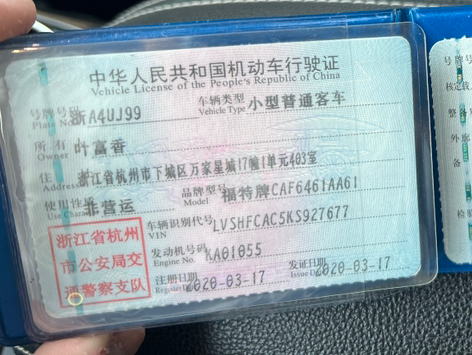 中华人民共和国机动车行驶证
Vehicle License of the People's Republic of China
号牌号码 浙A4UJ99 车辆类型 小型普通客车
Plate No. Vehicle Type
所有 叶富香
Owner
住 浙江省杭州市下城区万家星城17幢1单元403室
Address
使用性 非营运 品牌型号 福特牌CAF6461AA61
Use Character Model
浙江省杭州市公安局交通警察支队
车辆识别代号 LVSHFCAC5KS927677
VIN
发动机号码 KA01055
Engine No.
注册日期 2020-03-17 发证日期 2020-03-17
Register Date Issue Date
号牌
核定
整
外
备
检